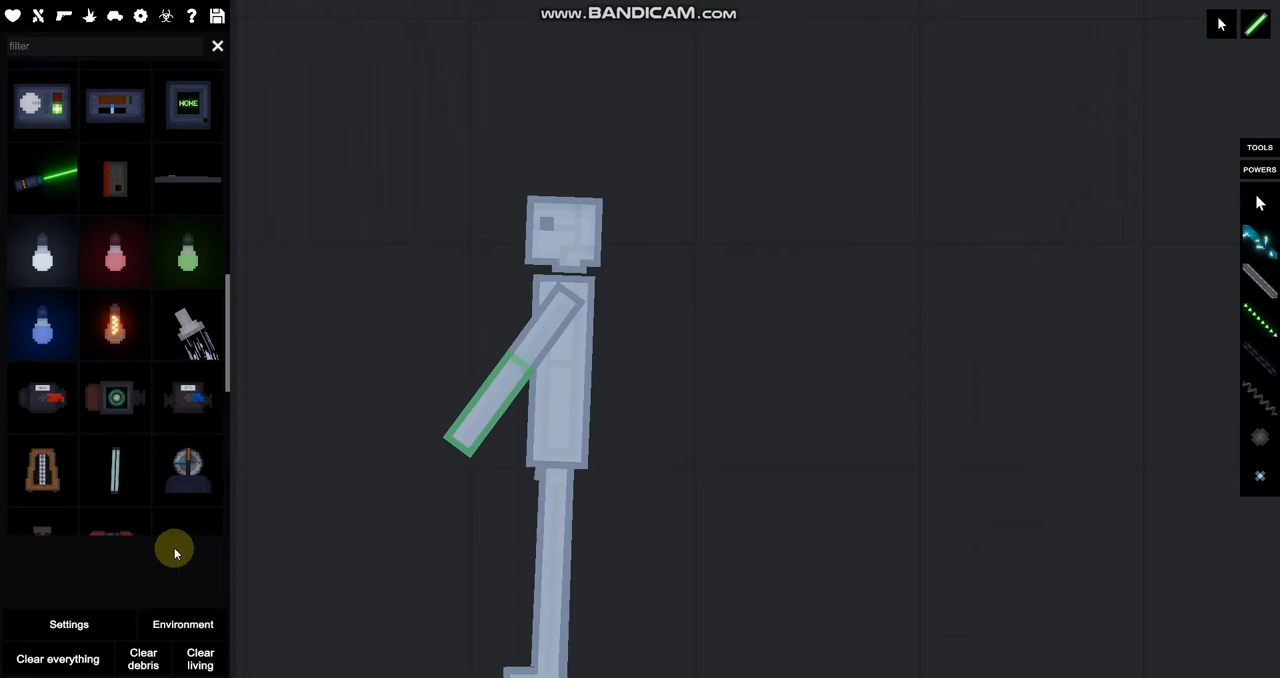 www.BANDICAM.com
filter
NONE
TOOLS
POWERS
Settings
Environment
Clear everything
Clear
debris
Clear
living